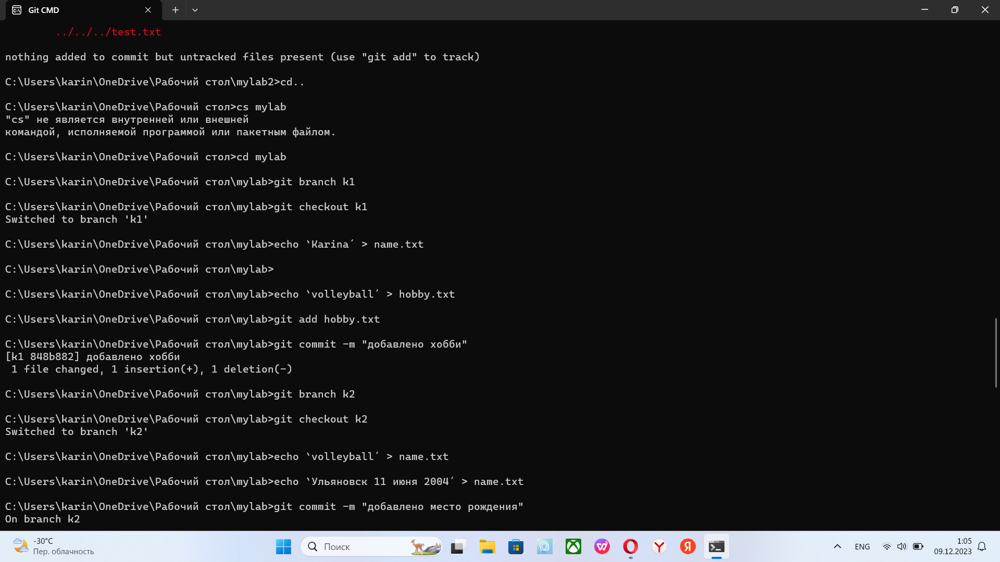 Git CMD
../../../test.txt
nothing added to commit but untracked files present (use "git add" to track)
C:\Users\karin\OneDrive\Рабочий стол\mylab2>cd..
C:\Users\karin\OneDrive\Рабочий стол>cs mylab
"cs" не является внутренней или внешней
командой, исполняемой программой или пакетным файлом.
C:\Users\karin\OneDrive\Рабочий стол>cd mylab
C:\Users\karin\OneDrive\Рабочий стол\mylab>git branch k1
C:\Users\karin\OneDrive\Рабочий стол\mylab>git checkout k1
Switched to branch 'k1'
C:\Users\karin\OneDrive\Рабочий стол\mylab>echo `Karina´ > name.txt
C:\Users\karin\OneDrive\Рабочий стол\mylab>
C:\Users\karin\OneDrive\Рабочий стол\mylab>echo `volleyball´ > hobby.txt
C:\Users\karin\OneDrive\Рабочий стол\mylab>git add hobby.txt
C:\Users\karin\OneDrive\Рабочий стол\mylab>git commit -m "добавлено хобби"
[k1 848b882] добавлено хобби
1 file changed, 1 insertion(+), 1 deletion(-)
C:\Users\karin\OneDrive\Рабочий стол\mylab>git branch k2
C:\Users\karin\OneDrive\Рабочий стол\mylab>git checkout k2
Switched to branch 'k2'
C:\Users\karin\OneDrive\Рабочий стол\mylab>echo `volleyball´ > name.txt
C:\Users\karin\OneDrive\Рабочий стол\mylab>echo `Ульяновск 11 июня 2004´ > name.txt
C:\Users\karin\OneDrive\Рабочий стол\mylab>git commit -m "добавлено место рождения"
On branch k2
-30°C
Пер. облачность
Поиск
ENG
1:05
09.12.2023